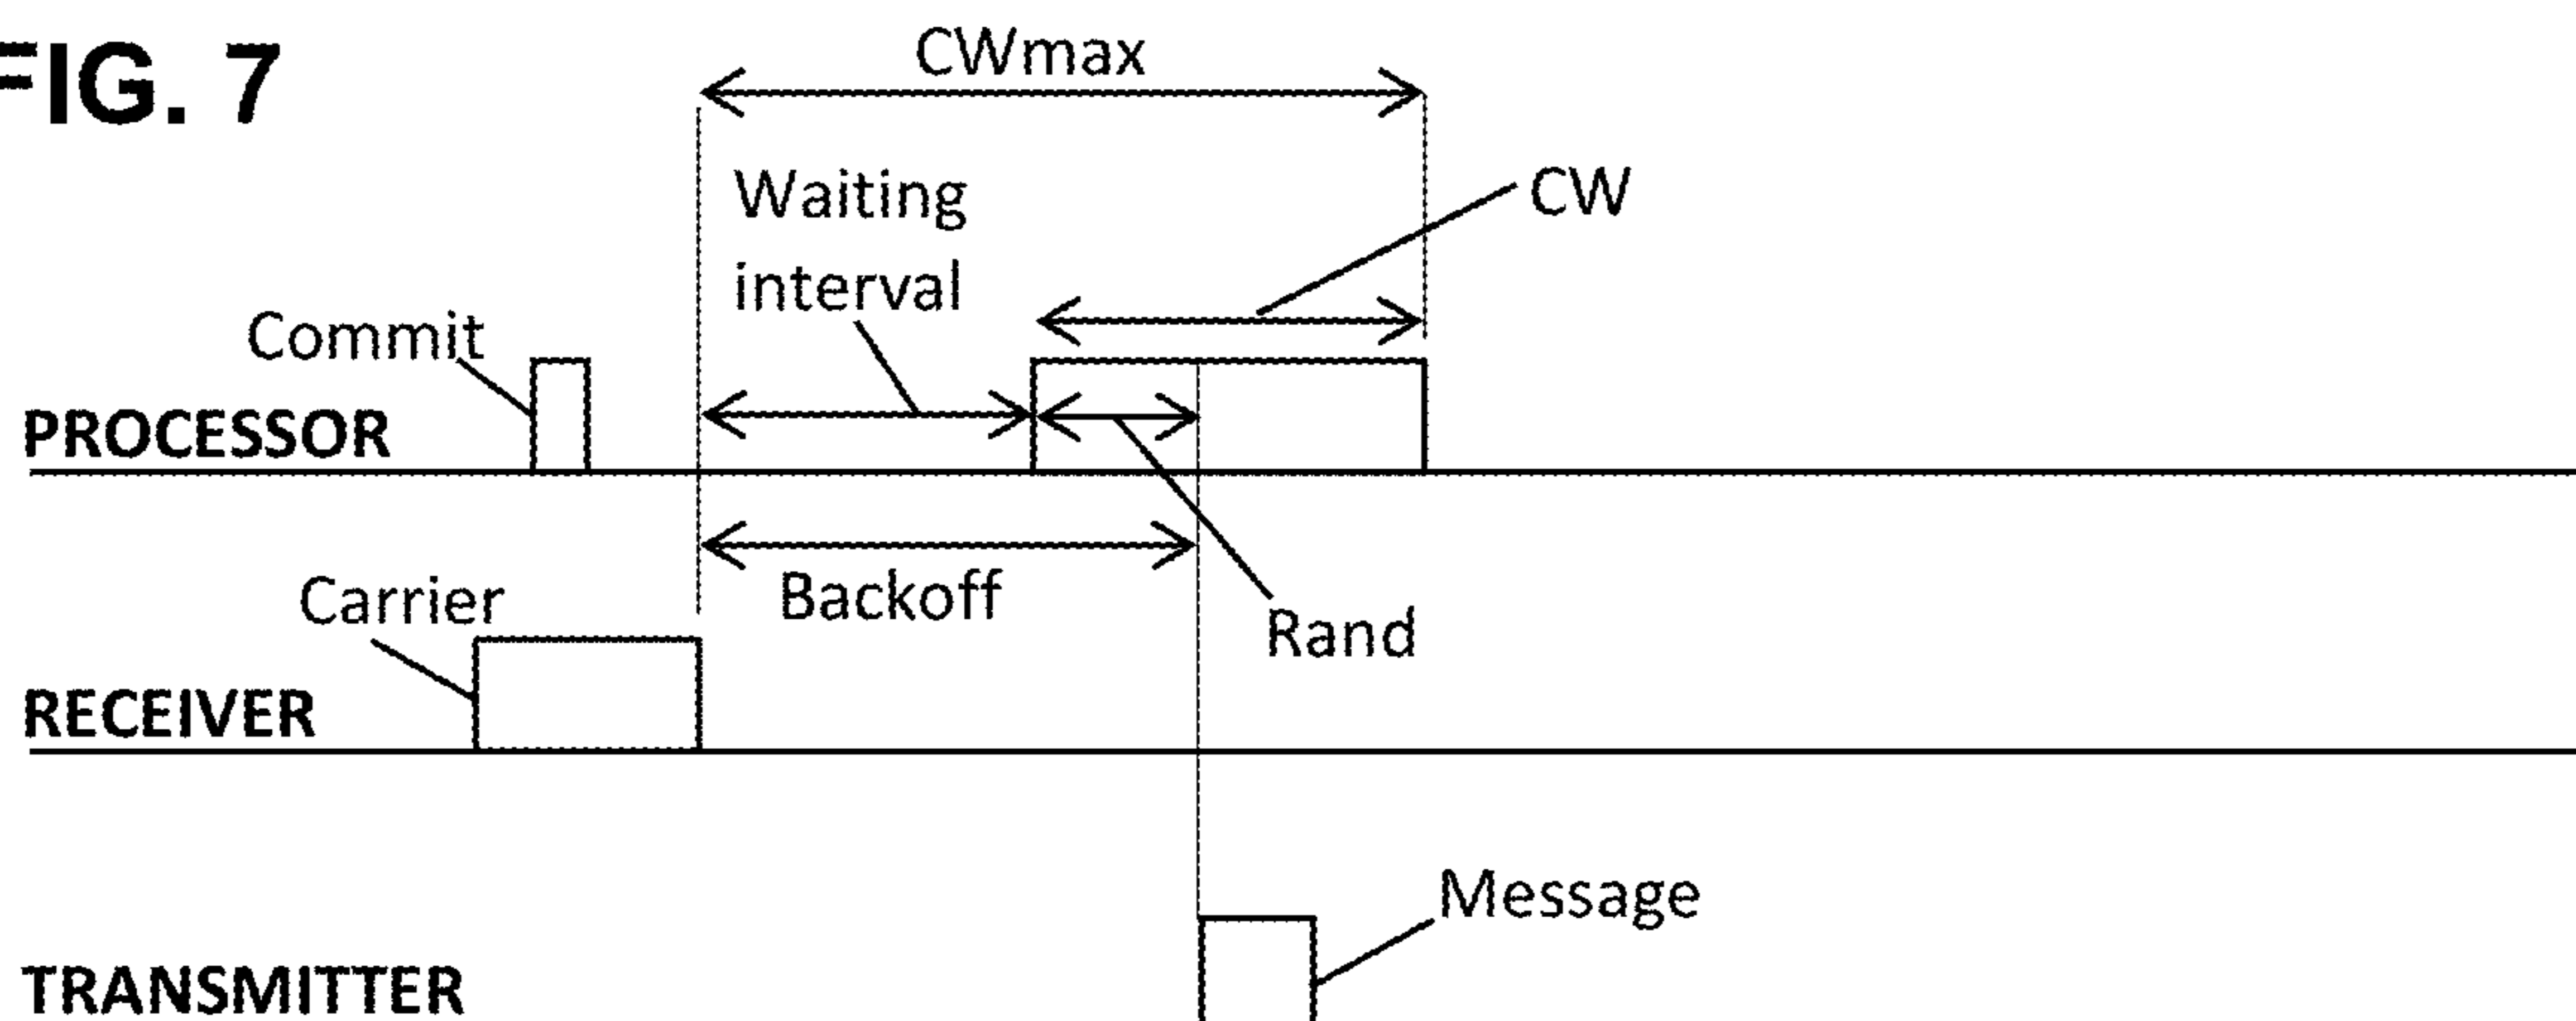 FIG. 7
CWmax
Waiting
interval
CW
Commit
PROCESSOR
Backoff
Carrier
Rand
RECEIVER
Message
TRANSMITTER